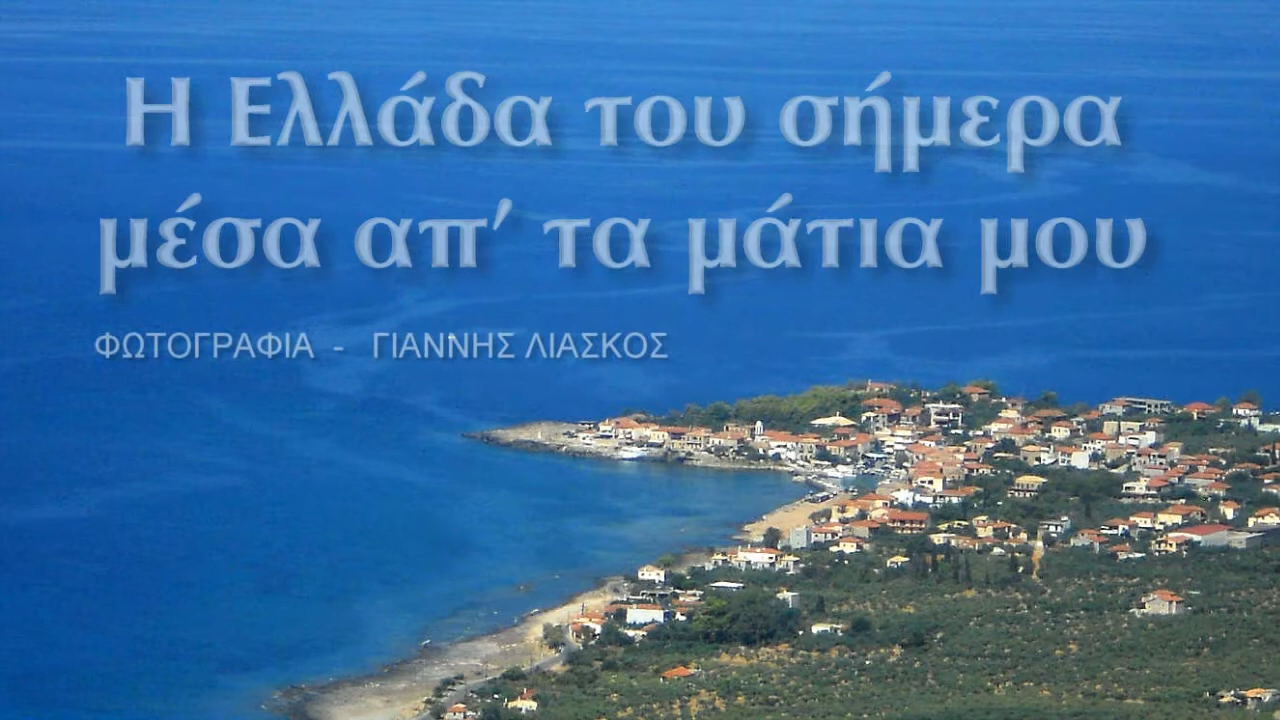 Η Ελλάδα του σήμερα
μέσα απ' τα μάτια μου
ΦΩΤΟΓΡΑΦΙΑ - ΓΙΑΝΝΗΣ ΛΙΑΣΚΟΣ